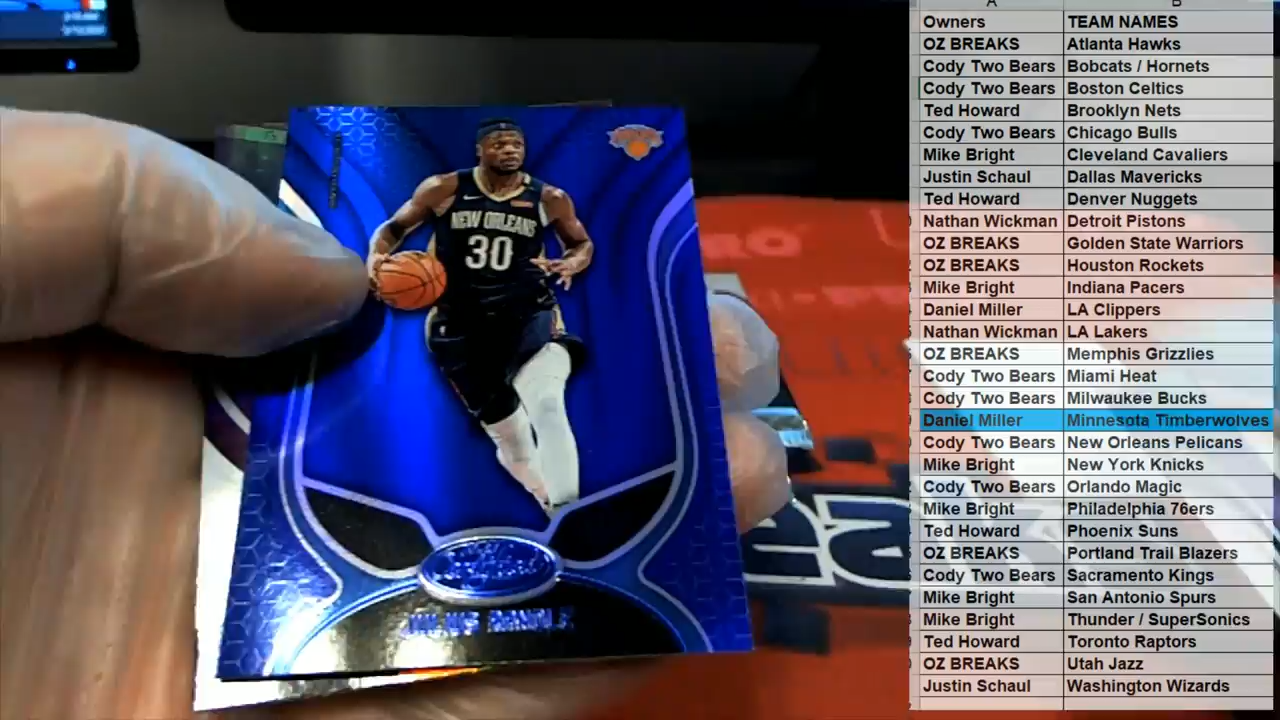 A B
Owners TEAM NAMES
OZ BREAKS Atlanta Hawks
Cody Two Bears Bobcats / Hornets
Cody Two Bears Boston Celtics
Ted Howard Brooklyn Nets
Cody Two Bears Chicago Bulls
Mike Bright Cleveland Cavaliers
Justin Schaul Dallas Mavericks
Ted Howard Denver Nuggets
Nathan Wickman Detroit Pistons
OZ BREAKS Golden State Warriors
OZ BREAKS Houston Rockets
Mike Bright Indiana Pacers
Daniel Miller LA Clippers
Nathan Wickman LA Lakers
OZ BREAKS Memphis Grizzlies
Cody Two Bears Miami Heat
Cody Two Bears Milwaukee Bucks
Daniel Miller Minnesota Timberwolves
Cody Two Bears New Orleans Pelicans
Mike Bright New York Knicks
Cody Two Bears Orlando Magic
Mike Bright Philadelphia 76ers
Ted Howard Phoenix Suns
OZ BREAKS Portland Trail Blazers
Cody Two Bears Sacramento Kings
Mike Bright San Antonio Spurs
Mike Bright Thunder / SuperSonics
Ted Howard Toronto Raptors
OZ BREAKS Utah Jazz
Justin Schaul Washington Wizards
NEW ORLEANS
30
JULIUS RANDLE